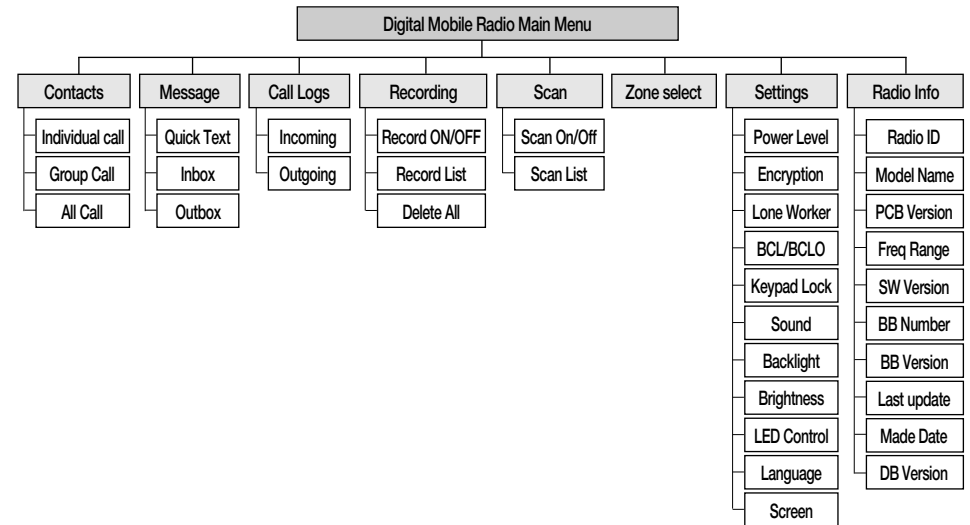 Digital Mobile Radio Main Menu
Contacts
Individual call
Group Call
All Call
Message
Quick Text
Inbox
Outbox
Call Logs
Incoming
Outgoing
Recording
Record ON/OFF
Record List
Delete All
Scan
Scan On/Off
Scan List
Zone select
Settings
Power Level
Encryption
Lone Worker
BCL/BCLO
Keypad Lock
Sound
Backlight
Brightness
LED Control
Language
Screen
Radio Info
Radio ID
Model Name
PCB Version
Freq Range
SW Version
BB Number
BB Version
Last update
Made Date
DB Version